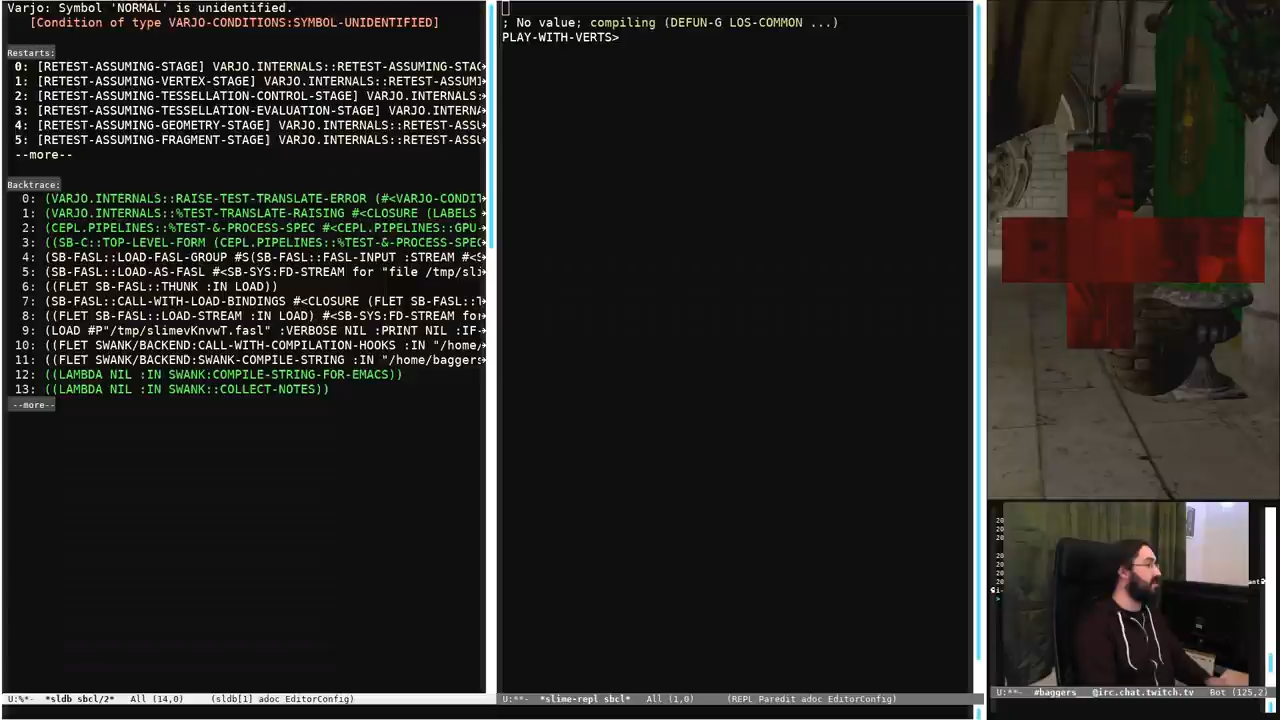 Varjo: Symbol 'NORMAL' is unidentified.
[Condition of type VARJO-CONDITIONS:SYMBOL-UNIDENTIFIED]
Restarts:
0: [RETEST-ASSUMING-STAGE] VARJO.INTERNALS::RETEST-ASSUMING-STAG
1: [RETEST-ASSUMING-VERTEX-STAGE] VARJO.INTERNALS::RETEST-ASSUMI
2: [RETEST-ASSUMING-TESSELLATION-CONTROL-STAGE] VARJO.INTERNALS:
3: [RETEST-ASSUMING-TESSELLATION-EVALUATION-STAGE] VARJO.INTERNA
4: [RETEST-ASSUMING-GEOMETRY-STAGE] VARJO.INTERNALS::RETEST-ASSU
5: [RETEST-ASSUMING-FRAGMENT-STAGE] VARJO.INTERNALS::RETEST-ASSU
--more--
Backtrace:
0: (VARJO.INTERNALS::RAISE-TEST-TRANSLATE-ERROR (#<VARJO-CONDIT
1: (VARJO.INTERNALS::%TEST-TRANSLATE-RAISING #<CLOSURE (LABELS
2: (CEPL.PIPELINES::%TEST-&-PROCESS-SPEC #<CEPL.PIPELINES::GPU-
3: ((SB-C::TOP-LEVEL-FORM (CEPL.PIPELINES::%TEST-&-PROCESS-SPEC
4: (SB-FASL::LOAD-FASL-GROUP #S(SB-FASL::FASL-INPUT :STREAM #<S
5: (SB-FASL::LOAD-AS-FASL #<SB-SYS:FD-STREAM for "file /tmp/sli
6: ((FLET SB-FASL::THUNK :IN LOAD))
7: (SB-FASL::CALL-WITH-LOAD-BINDINGS #<CLOSURE (FLET SB-FASL::T
8: ((FLET SB-FASL::LOAD-STREAM :IN LOAD) #<SB-SYS:FD-STREAM for
9: (LOAD #P"/tmp/slimevKnvwT.fasl" :VERBOSE NIL :PRINT NIL :IF-
10: ((FLET SWANK/BACKEND:CALL-WITH-COMPILATION-HOOKS :IN "/home/
11: ((FLET SWANK/BACKEND:SWANK-COMPILE-STRING :IN "/home/baggers
12: ((LAMBDA NIL :IN SWANK:COMPILE-STRING-FOR-EMACS))
13: ((LAMBDA NIL :IN SWANK::COLLECT-NOTES))
--more--
U:%*- *sldb sbcl/2* All (14,0) (sldb[1] adoc EditorConfig)
; No value; compiling (DEFUN-G LOS-COMMON ...)
PLAY-WITH-VERTS>
U:**- *slime-repl sbcl* All (1,0) (REPL Paredit adoc EditorConfig)
20
20
20
20
20
20
U:**- #baggers @irc.chat.twitch.tv Bot (125,2)